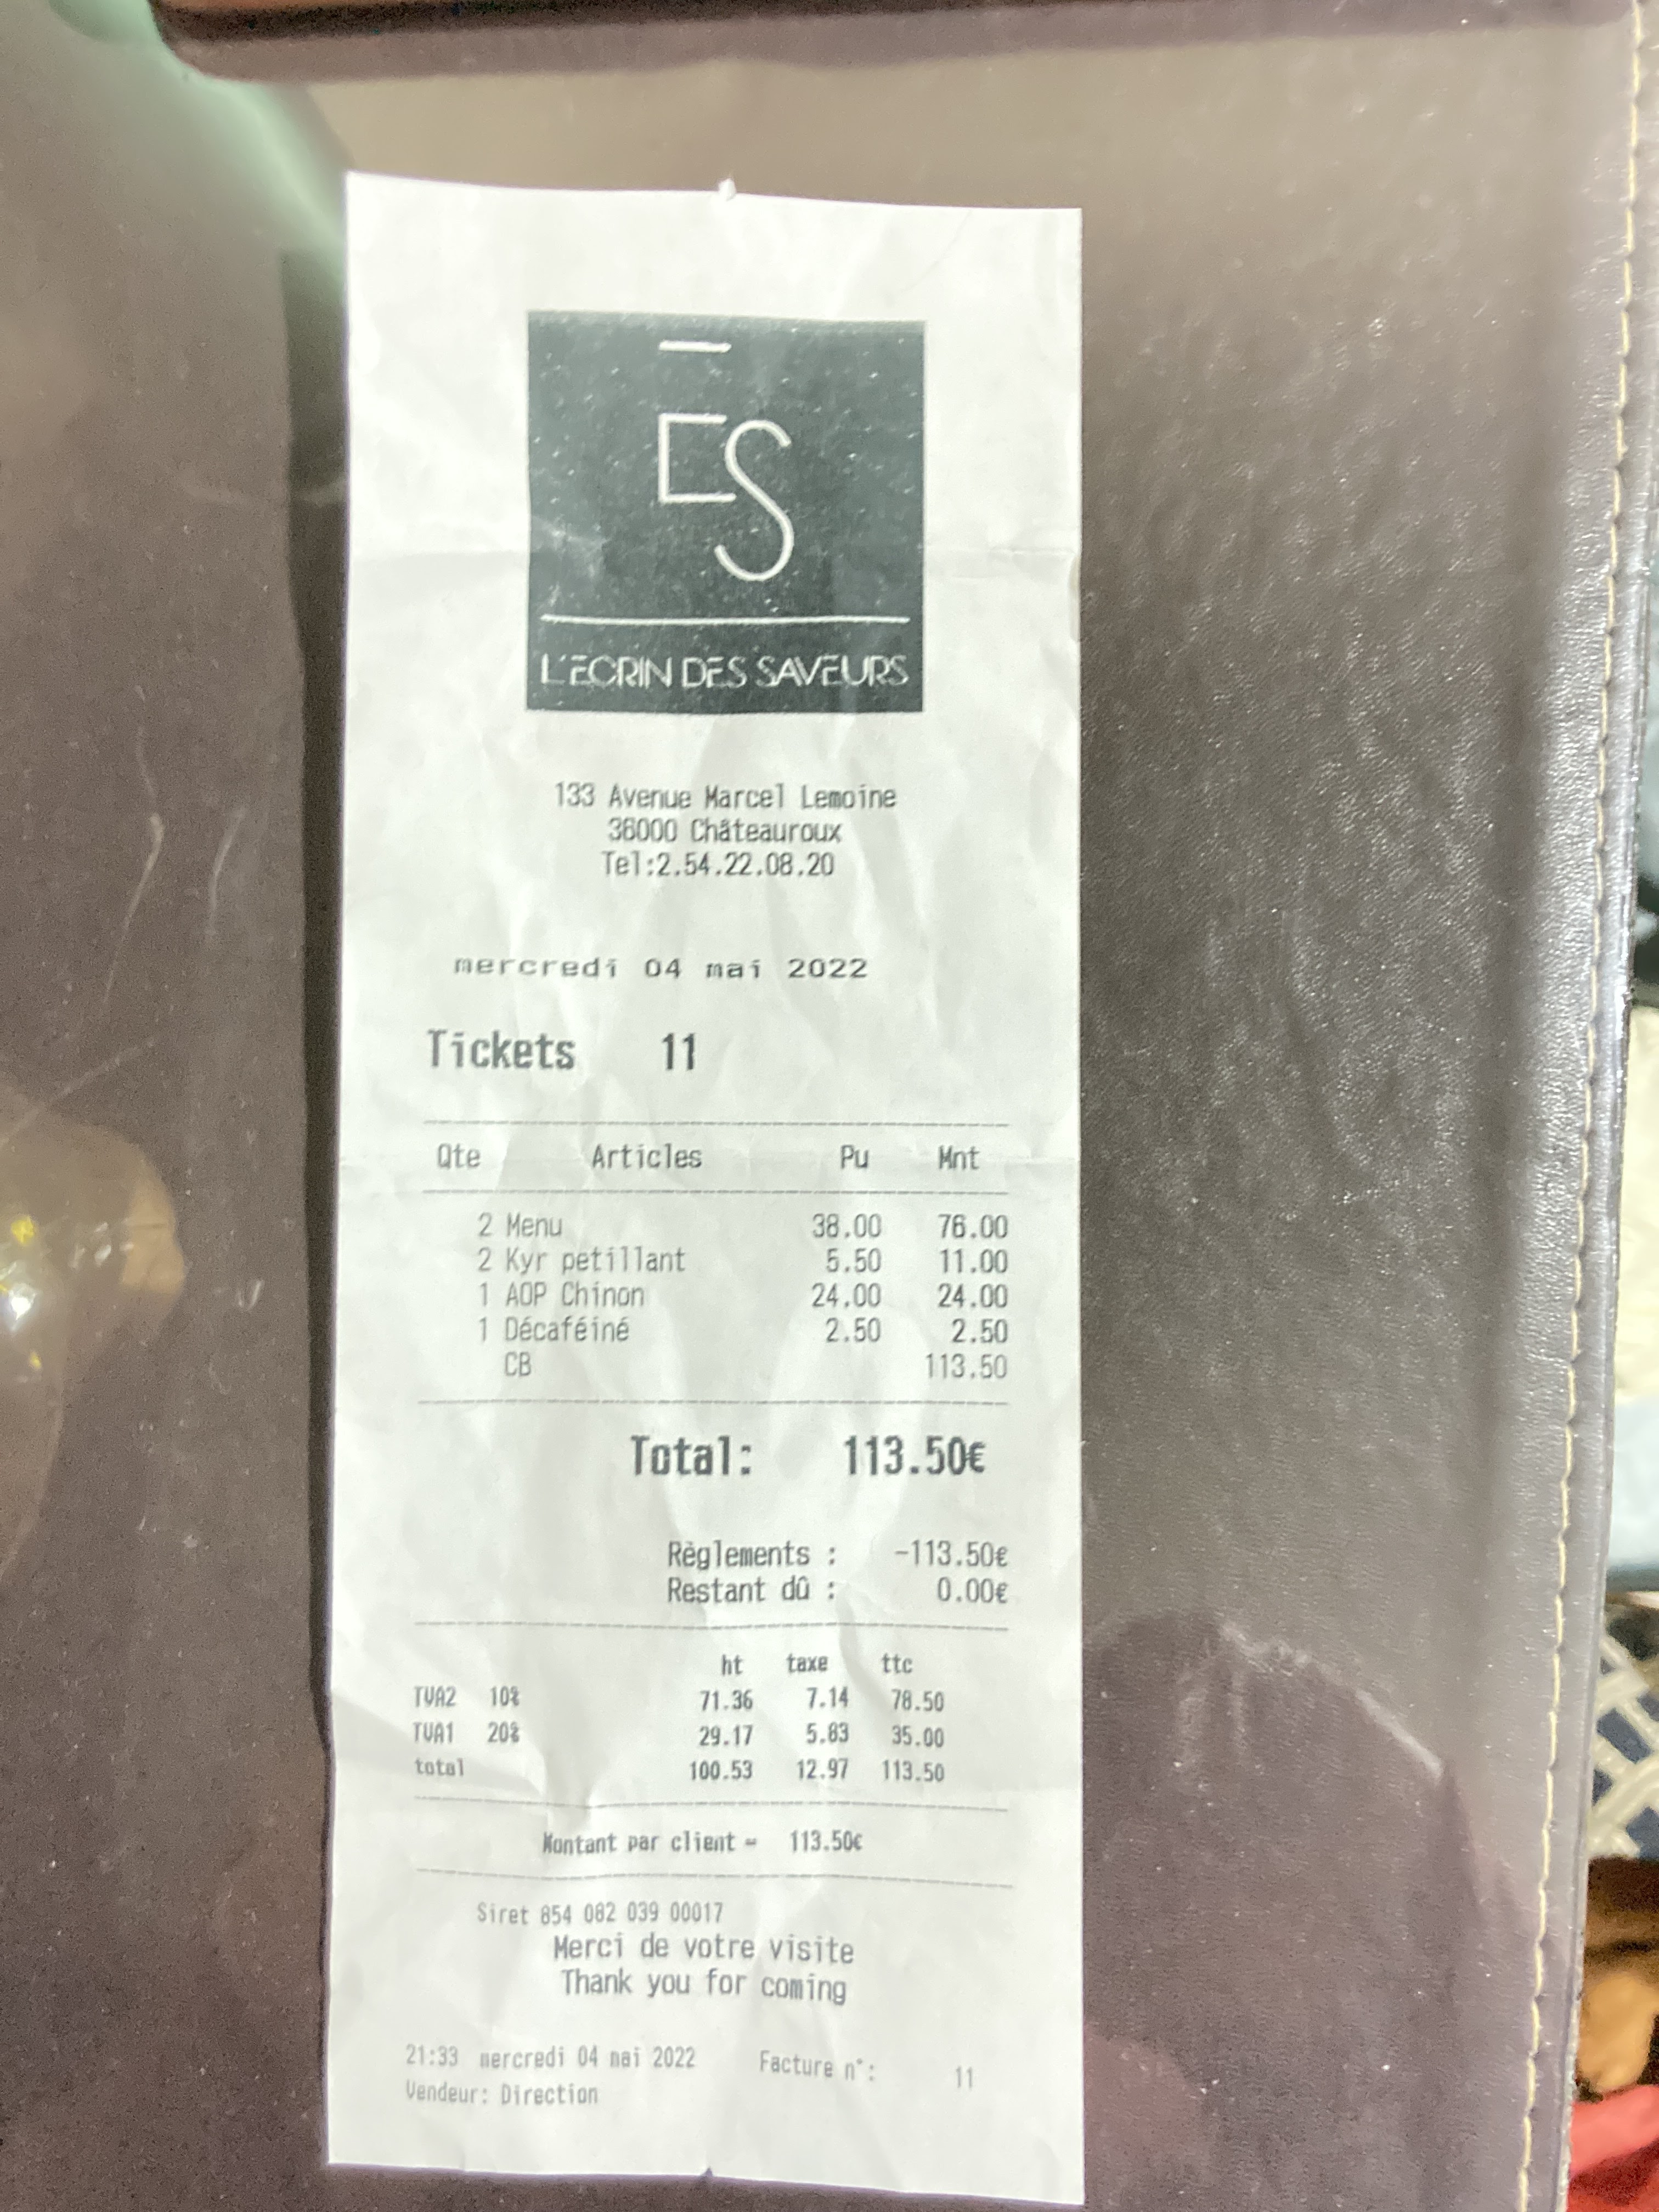 ES
L'ECRIN DES SAVEURS
133 Avenue Marcel Lemoine
36000 Châteauroux
Tel:2.54.22.08.20
mercredi 04 mai 2022
Tickets 11
Qte Articles Pu Mnt
2 Menu 38.00 76.00
2 Kyr petillant 5.50 11.00
1 AOP Chinon 24.00 24.00
1 Décaféiné 2.50 2.50
CB 113.50
Total: 113.50€
Règlements : -113.50€
Restant dû : 0.00€
ht taxe ttc
TVA2 10% 71.36 7.14 78.50
TVA1 20% 29.17 5.83 35.00
total 100.53 12.97 113.50
Montant par client = 113.50€
Siret 854 082 039 00017
Merci de votre visite
Thank you for coming
21:33 mercredi 04 mai 2022 Facture n°: 11
Vendeur: Direction